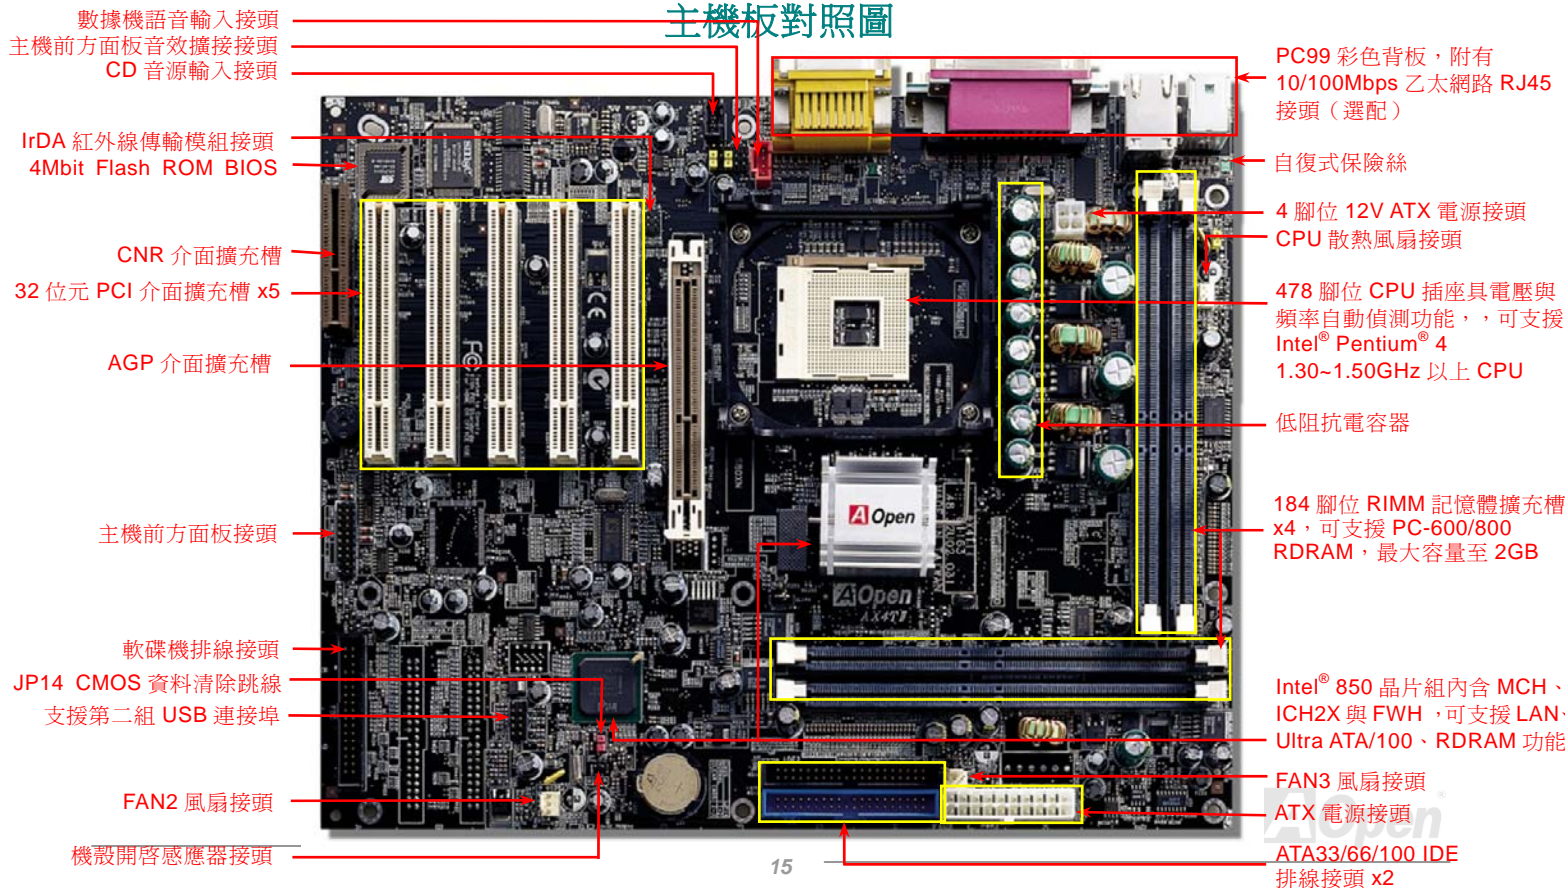 主機板對照圖
數據機語音輸入接頭
主機前方面板音效擴接接頭
CD 音源輸入接頭
IrDA 紅外線傳輸模組接頭
4Mbit Flash ROM BIOS
CNR 介面擴充槽
32 位元 PCI 介面擴充槽 x5
AGP 介面擴充槽
主機前方面板接頭
軟碟機排線接頭
JP14 CMOS 資料清除跳線
支援第二組 USB 連接埠
FAN2 風扇接頭
機殼開啓感應器接頭
PC99 彩色背板，附有
10/100Mbps 乙太網路 RJ45
接頭（選配）
自復式保險絲
4 腳位 12V ATX 電源接頭
CPU 散熱風扇接頭
478 腳位 CPU 插座具電壓與
頻率自動偵測功能，，可支援
Intel® Pentium® 4
1.30~1.50GHz 以上 CPU
低阻抗電容器
184 腳位 RIMM 記憶體擴充槽
x4，可支援 PC-600/800
RDRAM，最大容量至 2GB
Intel® 850 晶片組內含 MCH、
ICH2X 與 FWH ，可支援 LAN、
Ultra ATA/100、RDRAM 功能
FAN3 風扇接頭
ATX 電源接頭
ATA33/66/100 IDE
排線接頭 x2
AOpen
AOpen
AX4T II
AOpen
15